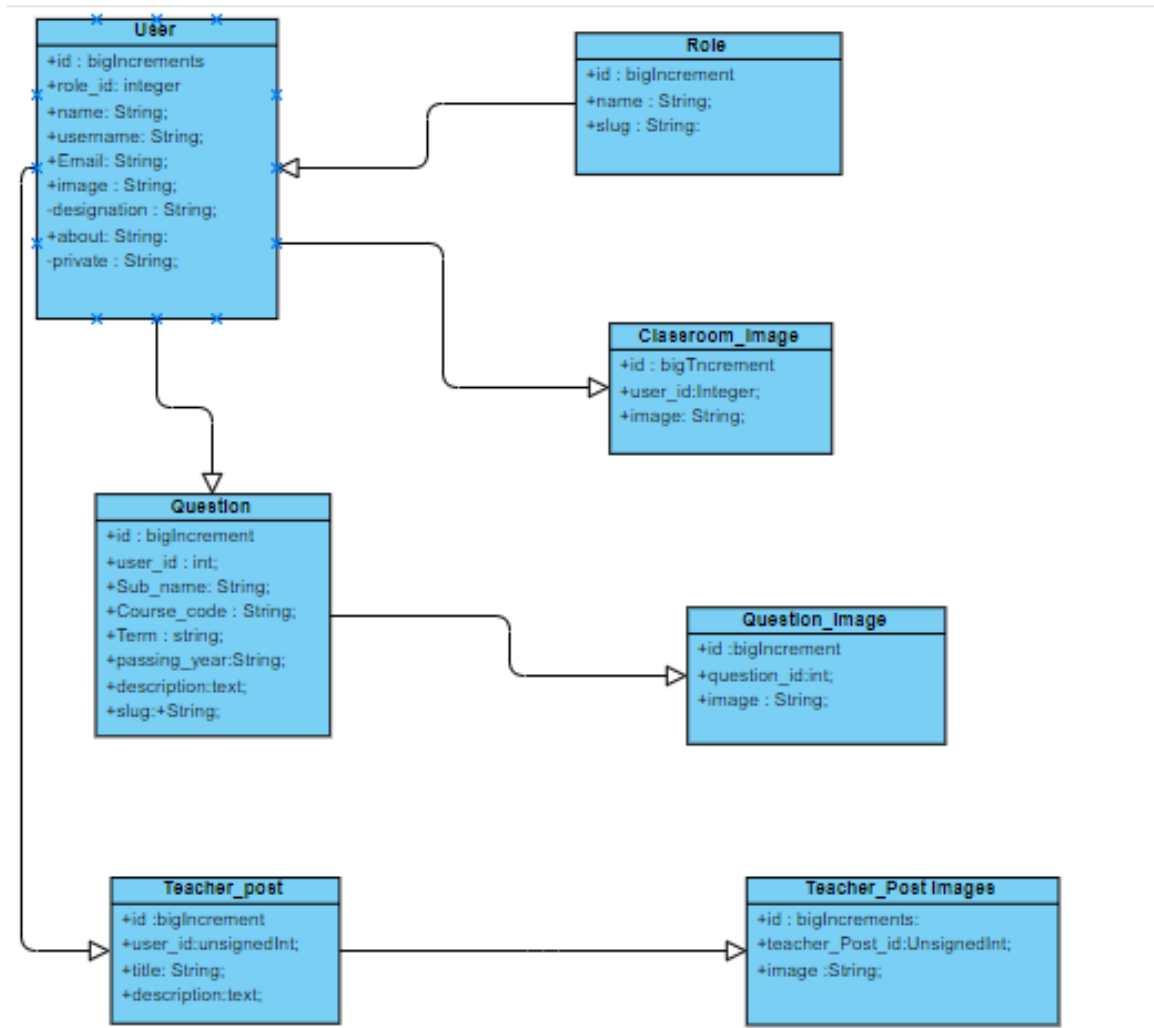 User
+id : bigIncrements
+role_id: integer
+name: String;
+username: String;
+Email: String;
+image : String;
-designation : String;
+about: String:
-private : String;
Role
+id : bigIncrement
+name : String;
+slug : String:
Classroom_Image
+id : bigTncrement
+user_id:Integer;
+image: String;
Question
+id : bigIncrement
+user_id : int;
+Sub_name: String;
+Course_code : String;
+Term : string;
+passing_year:String;
+description:text;
+slug:+String;
Question_Image
+id :bigIncrement
+question_id:int;
+image : String;
Teacher_post
+id :bigIncrement
+user_id:unsignedInt;
+title: String;
+description:text;
Teacher_Post Images
+id : bigIncrements:
+teacher_Post_id:UnsignedInt;
+image :String;